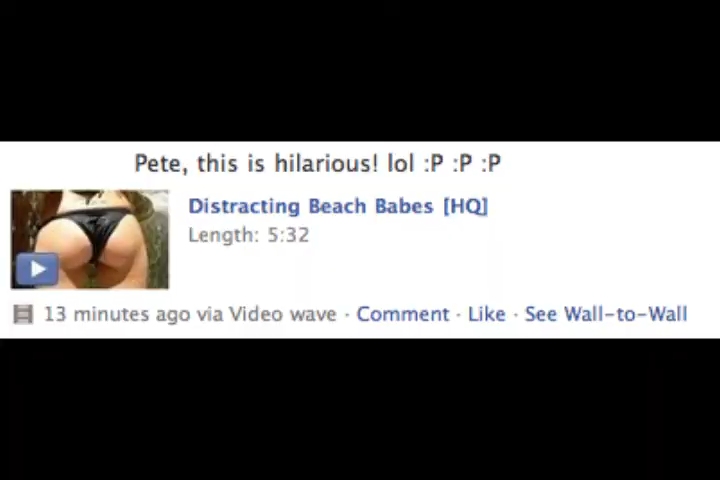 Pete, this is hilarious! lol :P :P :P
Distracting Beach Babes [HQ]
Length: 5:32
13 minutes ago via Video wave · Comment · Like · See Wall-to-Wall